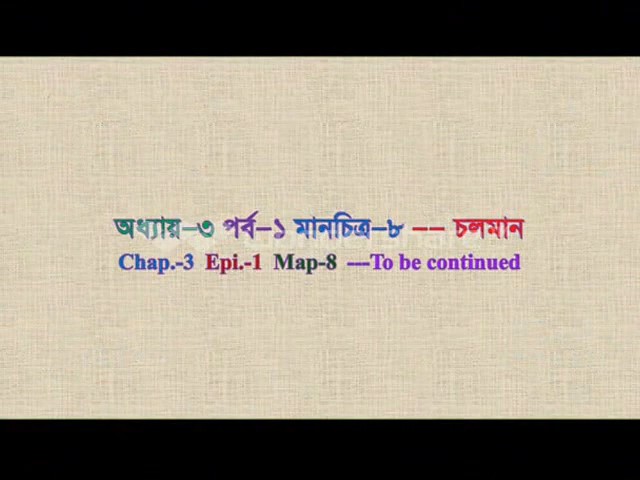 অধ্যায়-৩ পর্ব-১ মানচিত্র-৮ -- চলমান
Chap.-3 Epi.-1 Map-8 ---To be continued